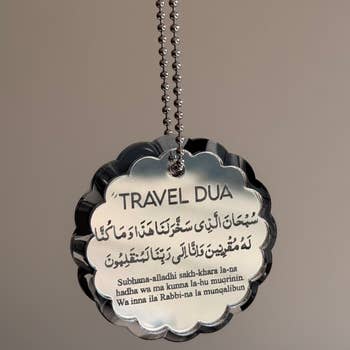 TRAVEL DUA
سُبْحَانَ الَّذِي سَخَّرَ لَنَا هَذَا وَمَا كُنَّا
لَهُ مُقْرِنِينَ وَإِنَّا إِلَى رَبِّنَا لَمُنْقَلِبُونَ
Subhana-alladhi sakh-khara la-na
hadha wa ma kunna la-hu muqrinin.
Wa inna ila Rabbi-na la munqalibun